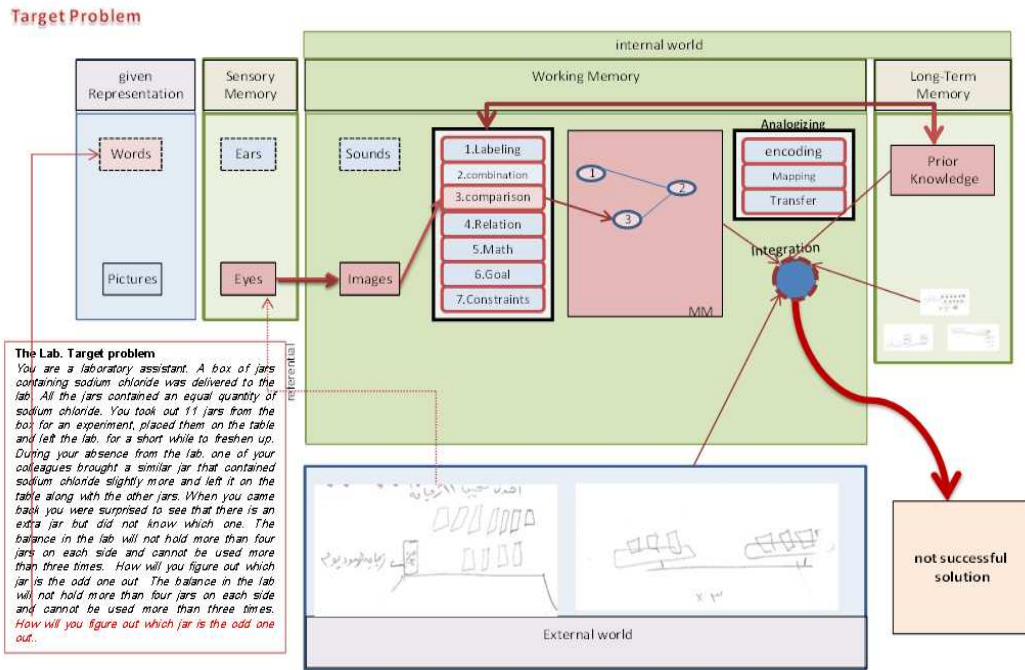 Target Problem
internal world
given
Representation
Sensory
Memory
Working Memory
Long-Term
Memory
Words
Ears
Sounds
1.Labeling
2.combination
3.comparison
4.Relation
5.Math
6.Goal
7.Constraints
1
2
3
MM
Analogizing
encoding
Mapping
Transfer
Prior
Knowledge
Integration
Pictures
Eyes
Images
referential
The Lab. Target problem
You are a laboratory assistant. A box of jars
containing sodium chloride was delivered to the
lab. All the jars contained an equal quantity of
sodium chloride. You took out 11 jars from the
box for an experiment, placed them on the table
and left the lab. for a short while to freshen up.
During your absence from the lab. one of your
colleagues brought a similar jar that contained
sodium chloride slightly more and left it on the
table along with the other jars. When you came
back you were surprised to see that there is an
extra jar but did not know which one. The
balance in the lab will not hold more than four
jars on each side and cannot be used more
than three times. How will you figure out which
jar is the odd one out The balance in the lab
will not hold more than four jars on each side
and cannot be used more than three times.
How will you figure out which jar is the odd one
out..
x ٣
External world
not successful
solution